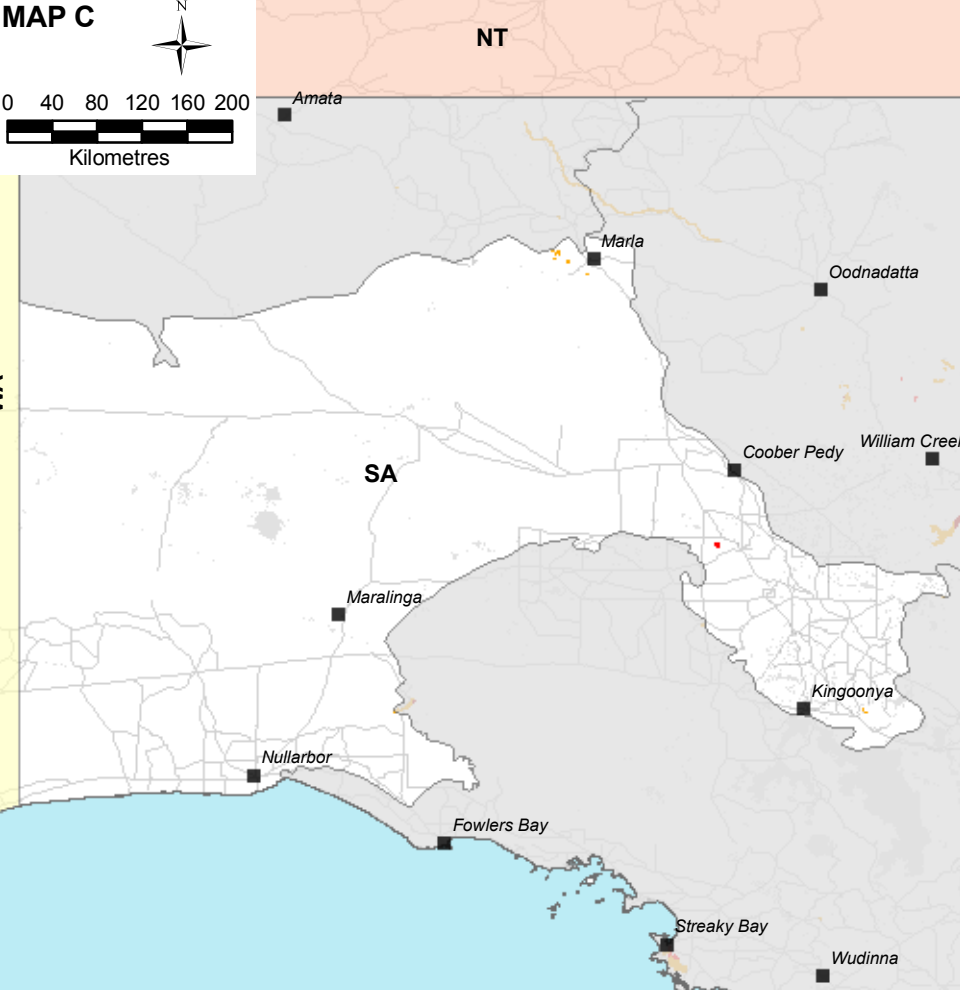 MAP C
N
0 40 80 120 160 200
Kilometres
NT
Amata
Marla
Oodnadatta
SA
Coober Pedy
William Creek
Maralinga
Kingoonya
Nullarbor
Fowlers Bay
Streaky Bay
Wudinna